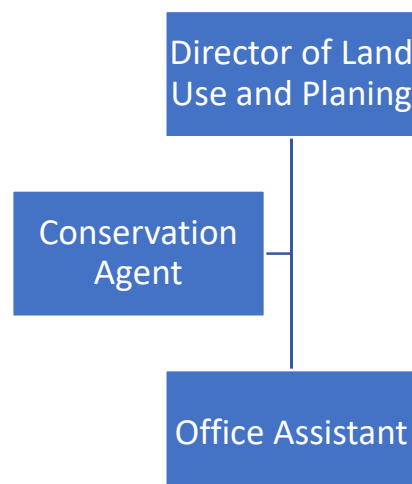 Director of Land
Use and Planing
Conservation
Agent
Office Assistant